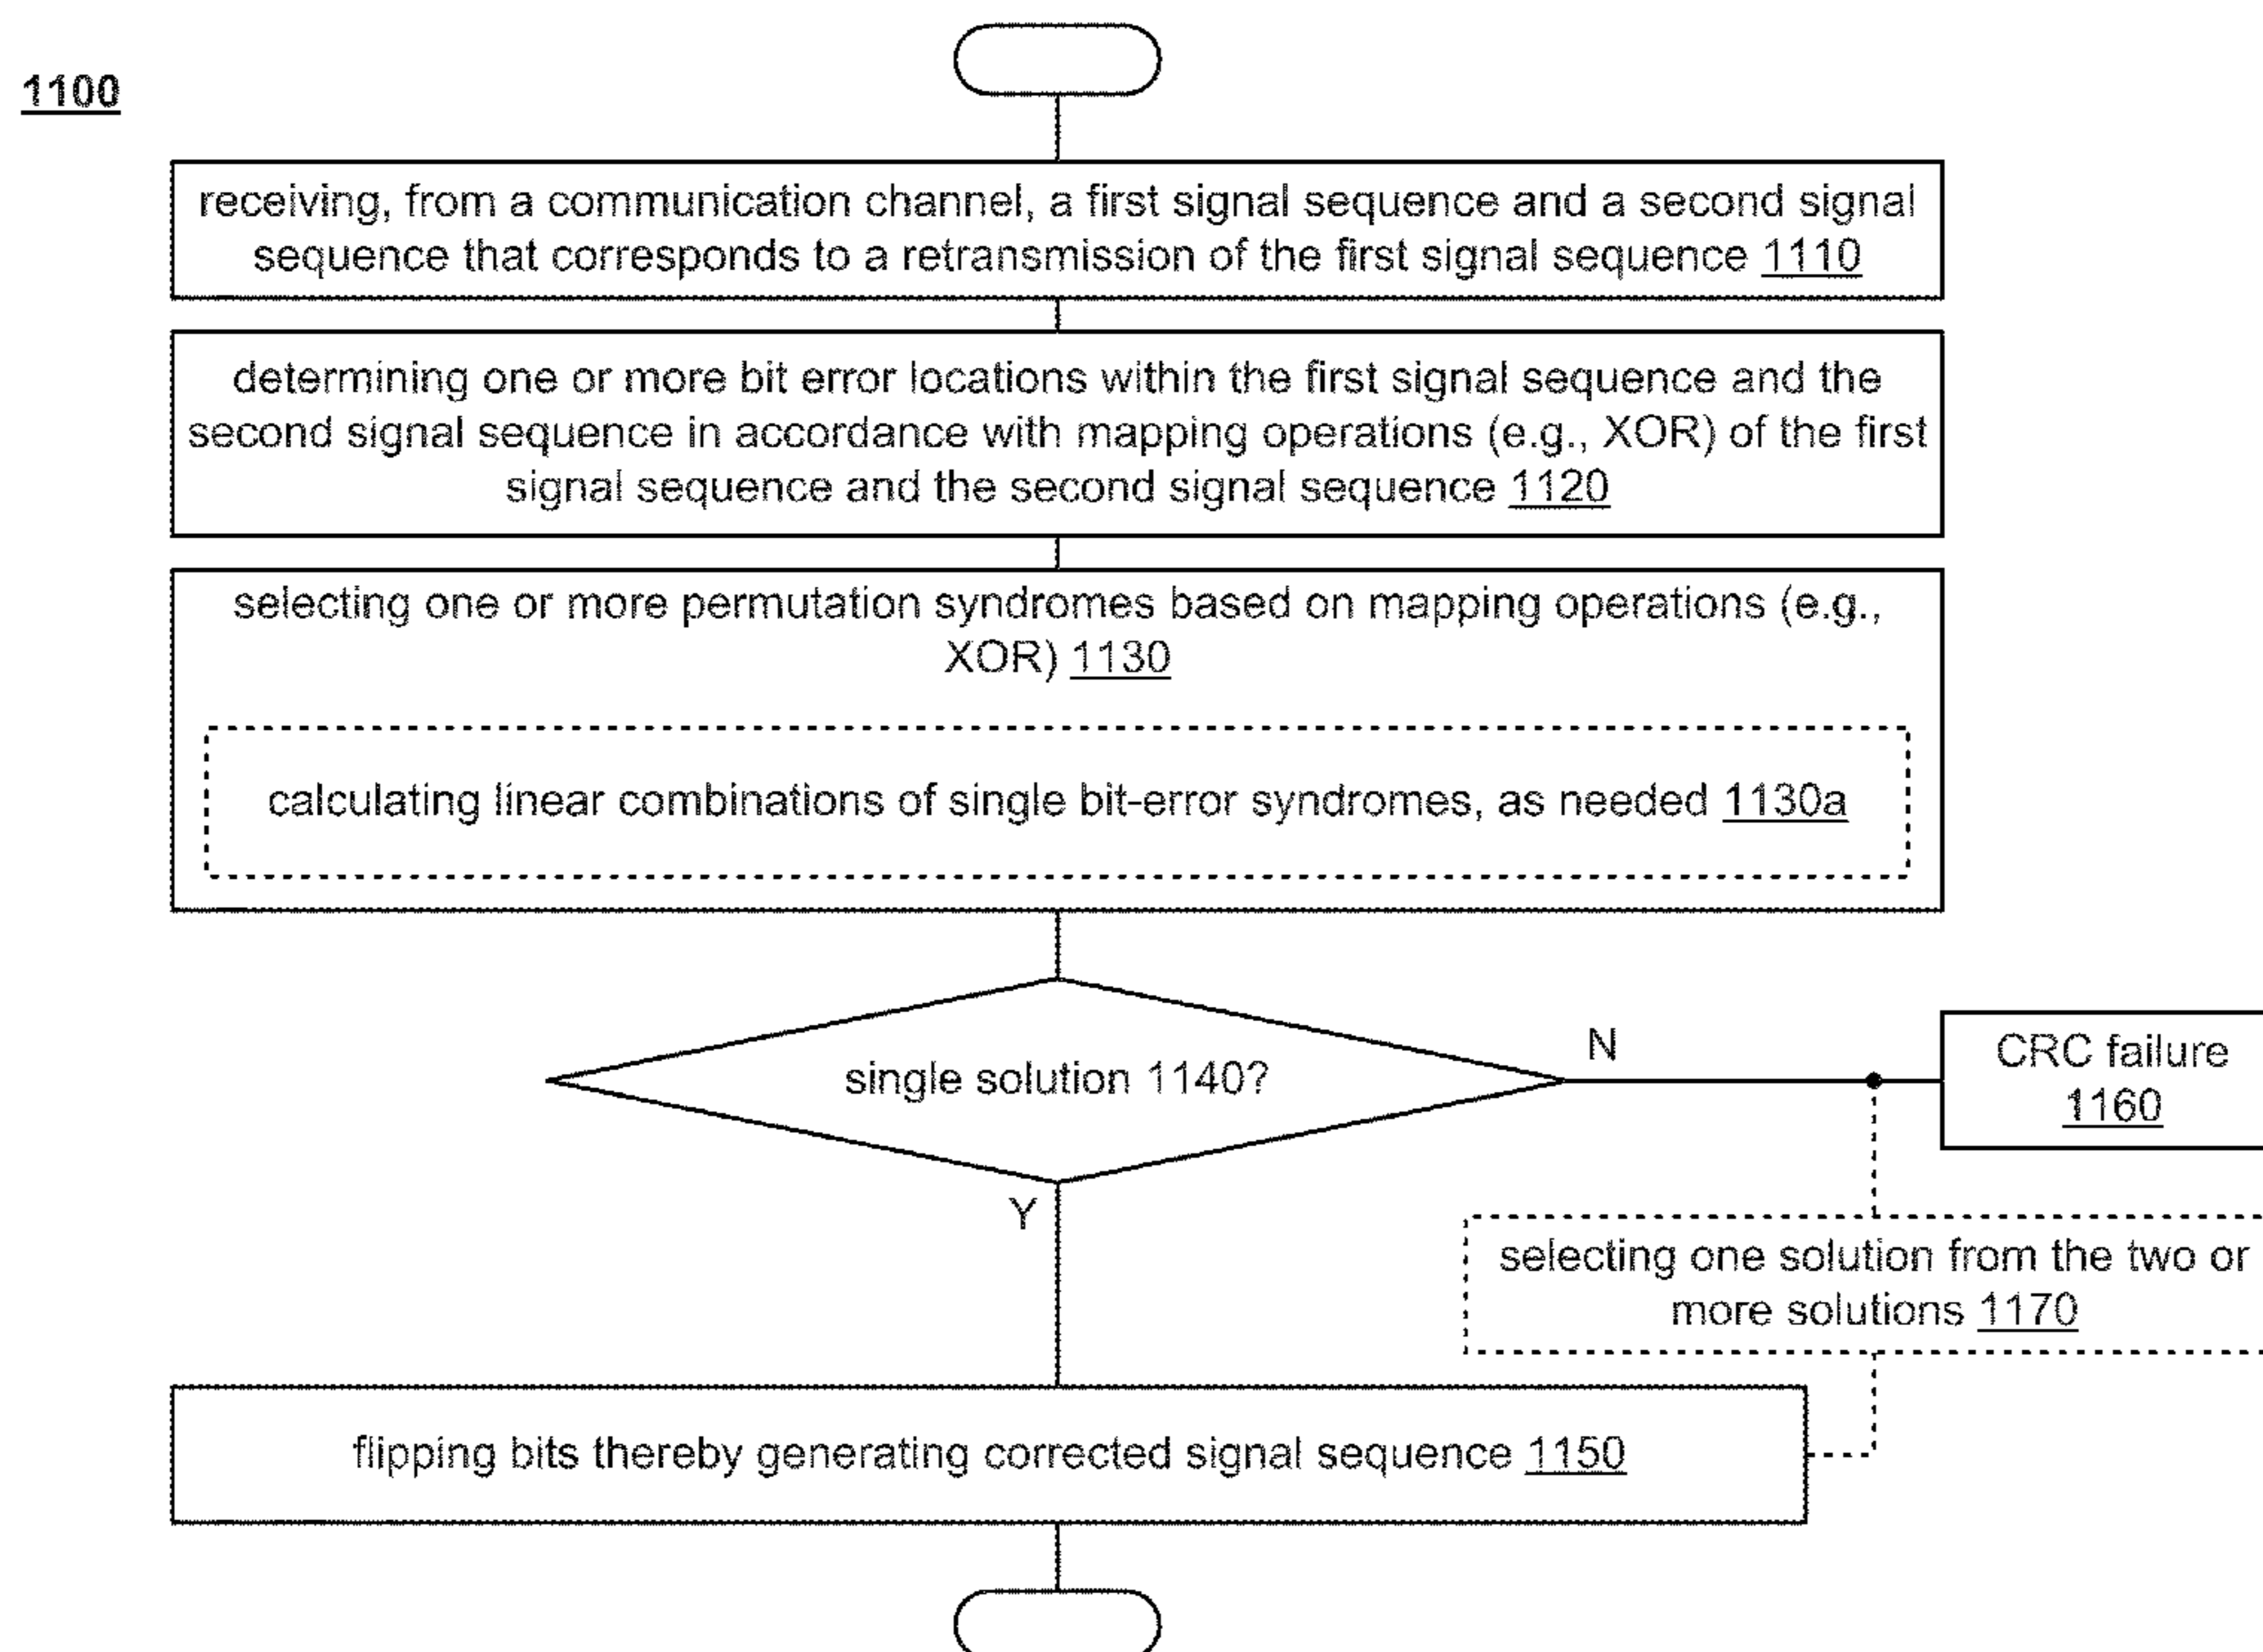 1100
receiving, from a communication channel, a first signal sequence and a second signal
sequence that corresponds to a retransmission of the first signal sequence 1110
determining one or more bit error locations within the first signal sequence and the
second signal sequence in accordance with mapping operations (e.g., XOR) of the first
signal sequence and the second signal sequence 1120
selecting one or more permutation syndromes based on mapping operations (e.g.,
XOR) 1130
calculating linear combinations of single bit-error syndromes, as needed 1130a
single solution 1140?
N
CRC failure
1160
Y
selecting one solution from the two or
more solutions 1170
flipping bits thereby generating corrected signal sequence 1150